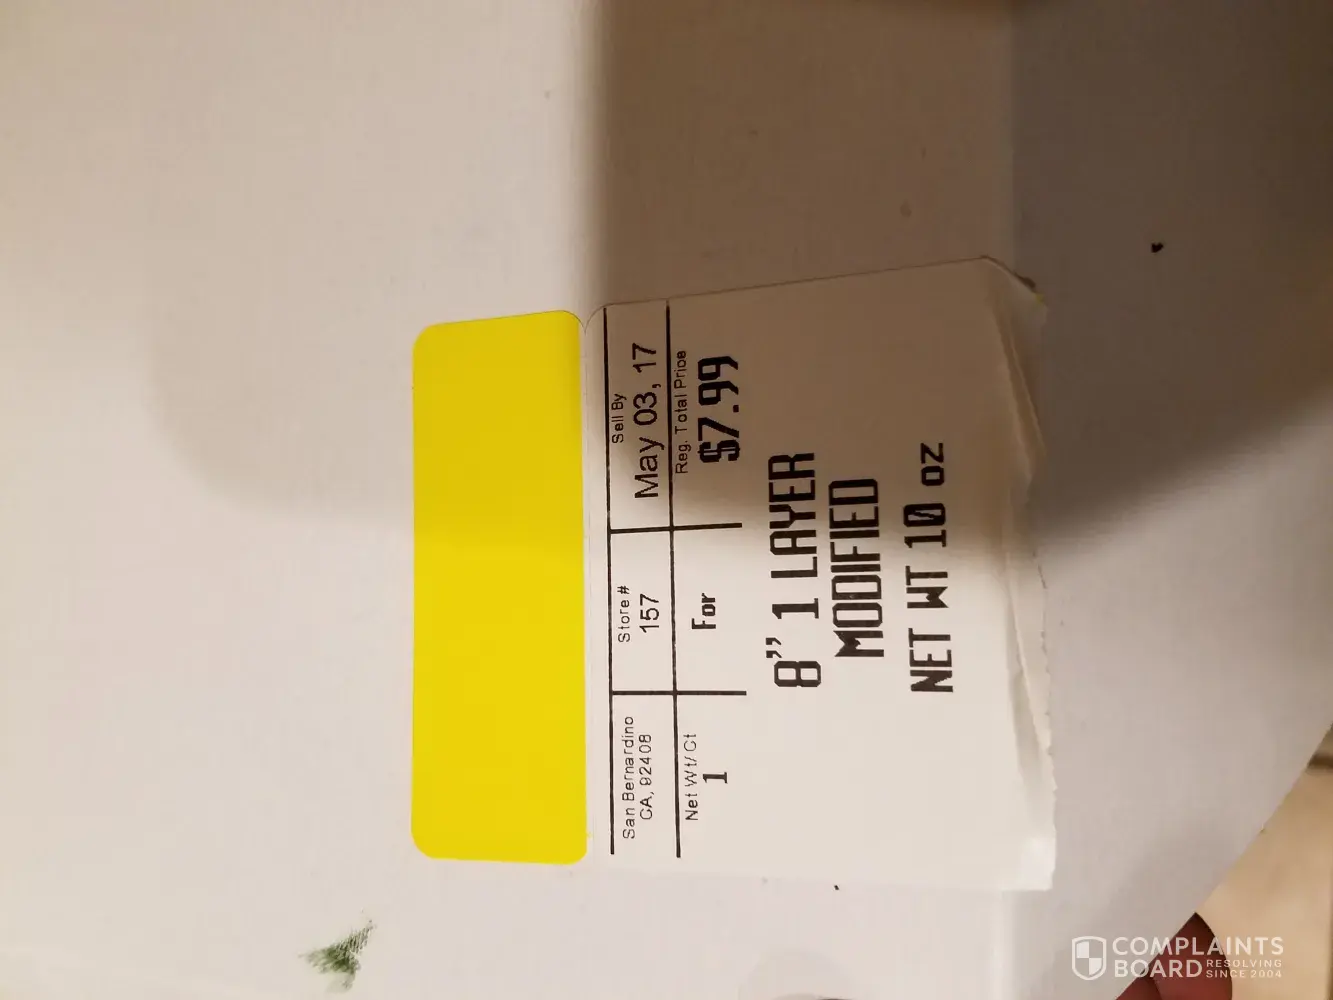 San Bernardino
CA, 92408
Store #
157
Sell By
May 03, 17
Net Wt/Ct
1
For
Reg. Total Price
$7.99
8" 1 LAYER
MODIFIED
NET WT 10 oz
COMPLAINTS
BOARD
RESOLVING
SINCE 2004